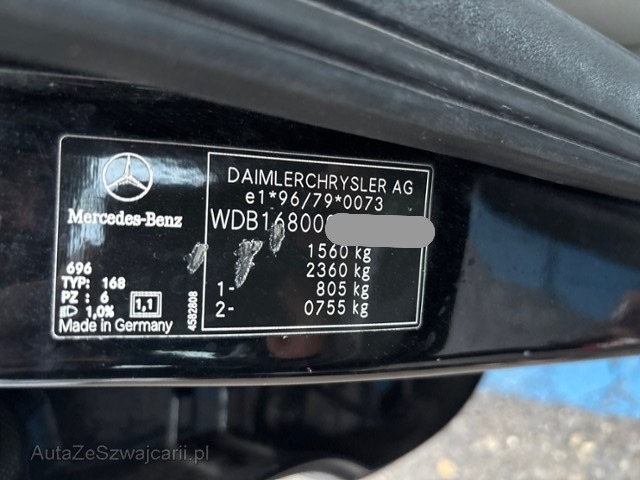 DAIMLERCHRYSLER AG
e1*96/79*0073
WDB16800
1560 kg
2360 kg
1- 805 kg
2- 0755 kg
Mercedes-Benz
696
TYP: 168
PZ : 6
1,0% 1,1
Made in Germany
4582808
AutaZeSzwajcarii.pl